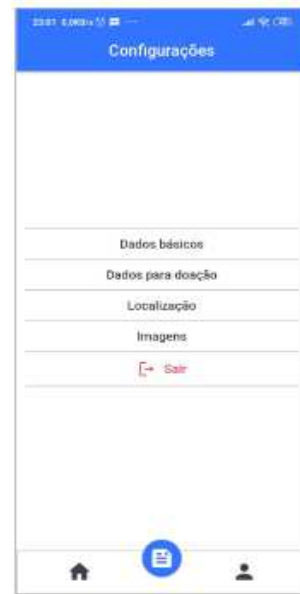 Configurações
Dados básicos
Dados para doação
Localização
Imagens
Sair